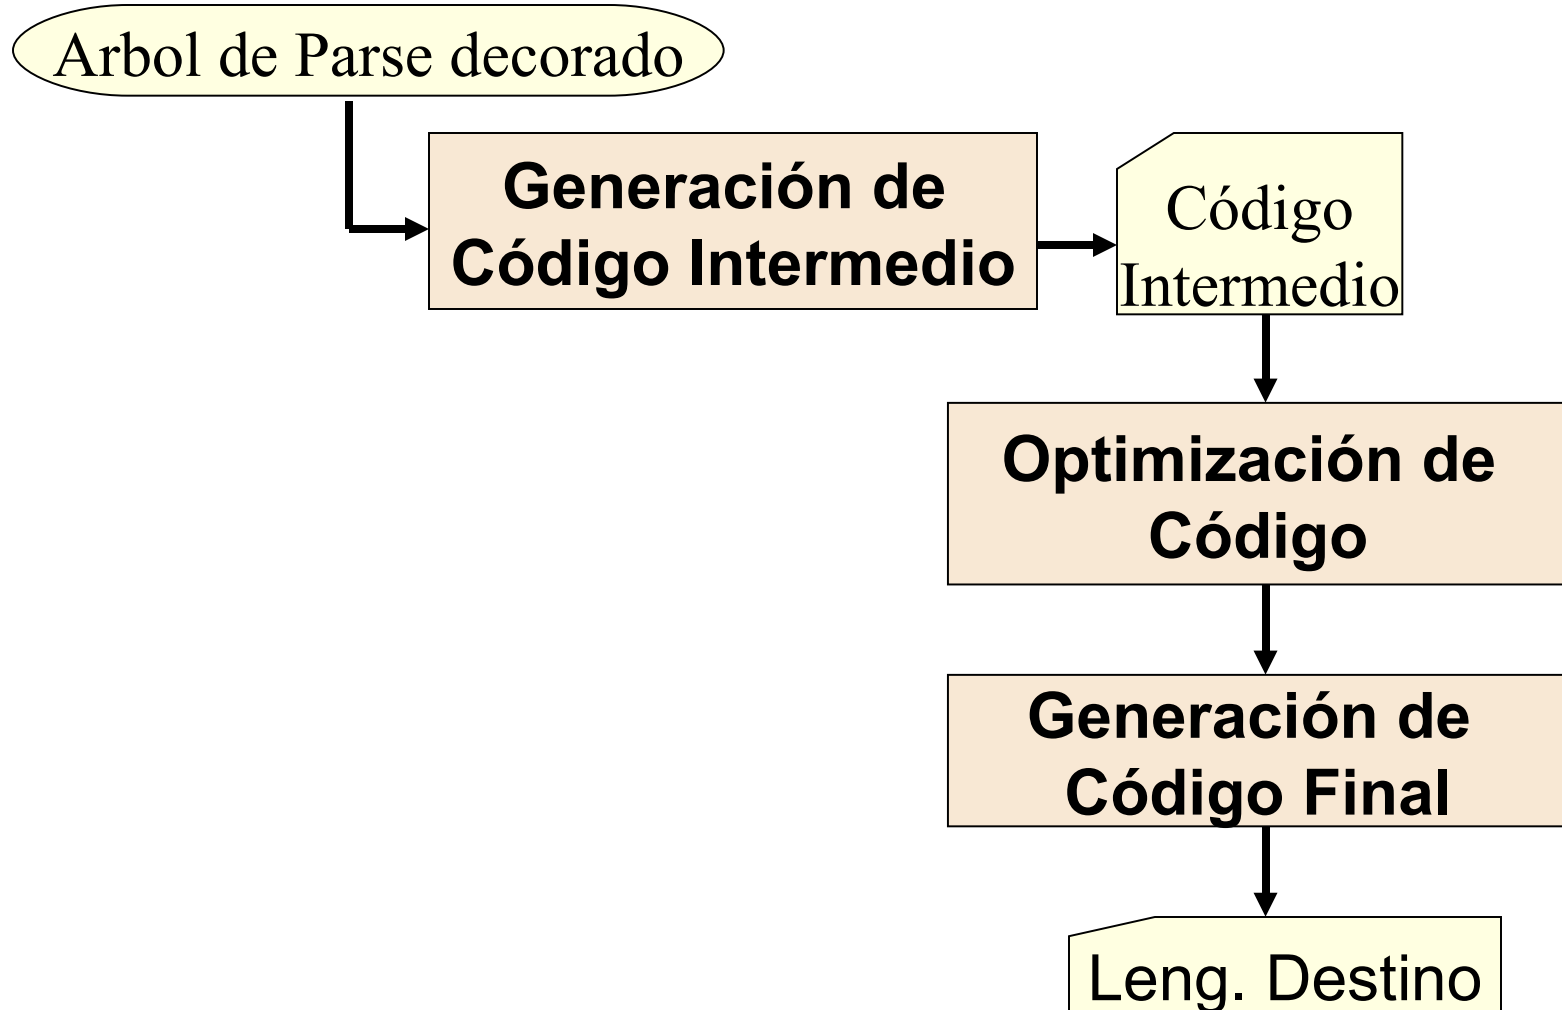 Arbol de Parse decorado
Generación de
Código Intermedio
Código
Intermedio
Optimización de
Código
Generación de
Código Final
Leng. Destino